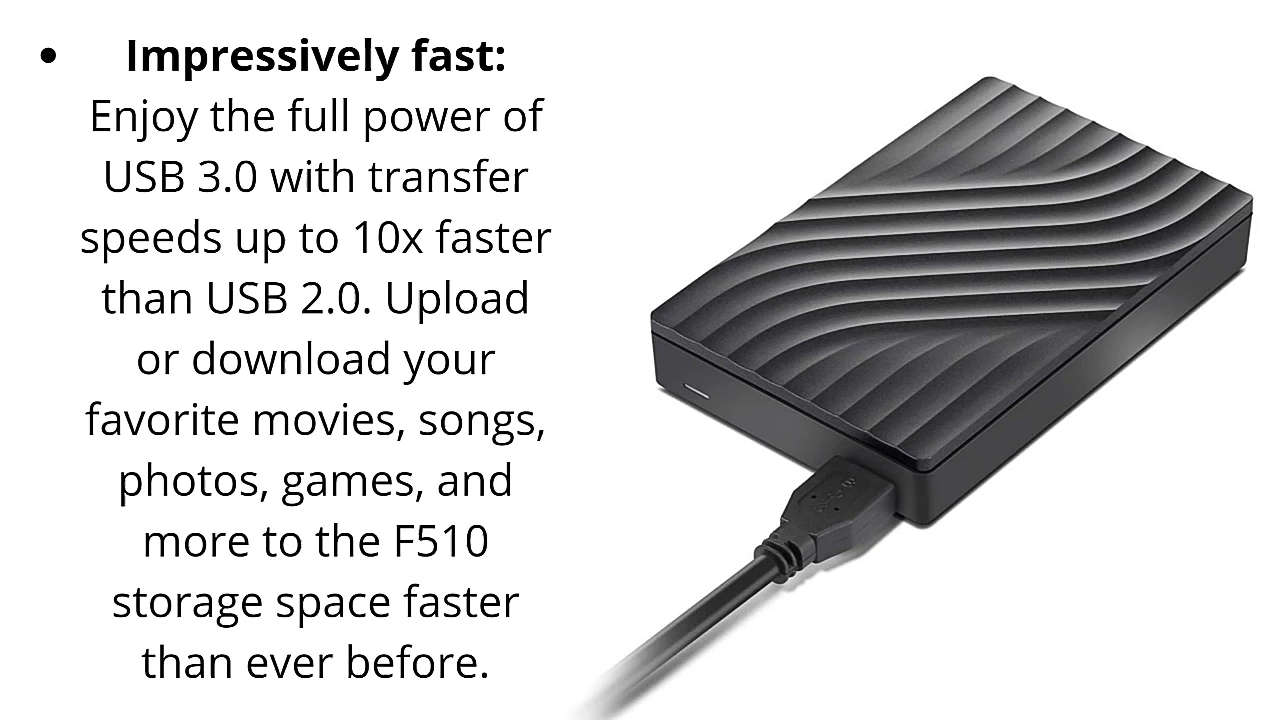 • Impressively fast:
Enjoy the full power of
USB 3.0 with transfer
speeds up to 10x faster
than USB 2.0. Upload
or download your
favorite movies, songs,
photos, games, and
more to the F510
storage space faster
than ever before.